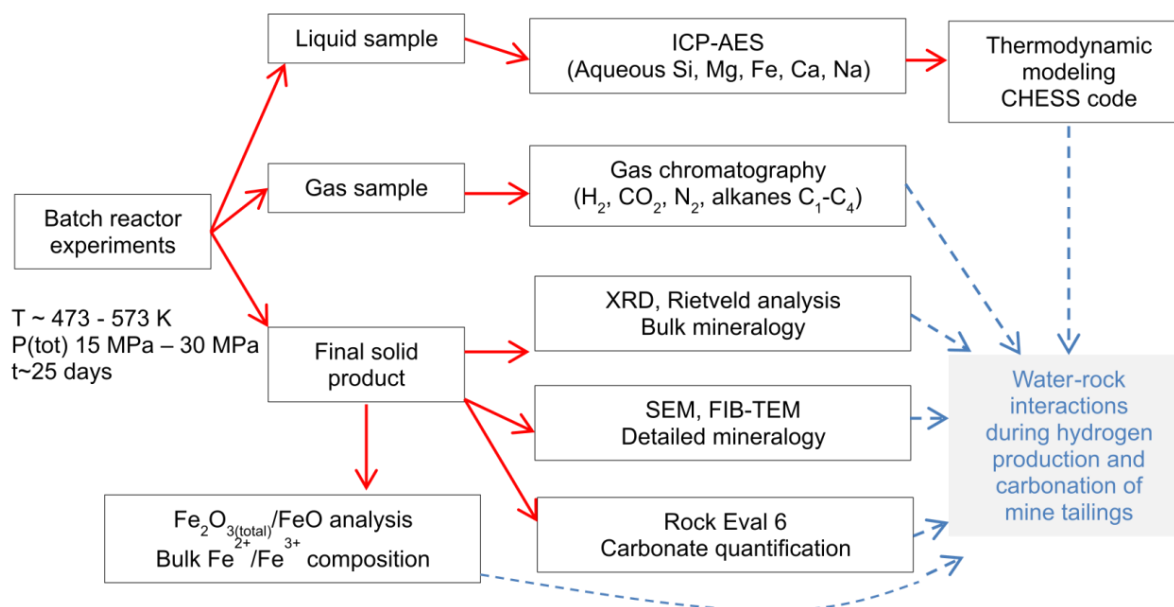 Liquid sample
ICP-AES
(Aqueous Si, Mg, Fe, Ca, Na)
Thermodynamic
modeling
CHESS code
Gas sample
Gas chromatography
(H₂, CO₂, N₂, alkanes C₁-C₄)
Batch reactor
experiments
T ~ 473 - 573 K
P(tot) 15 MPa – 30 MPa
t~25 days
Final solid
product
XRD, Rietveld analysis
Bulk mineralogy
SEM, FIB-TEM
Detailed mineralogy
Rock Eval 6
Carbonate quantification
Fe₂O₃(total)/FeO analysis
Bulk Fe²⁺/Fe³⁺ composition
Water-rock
interactions
during hydrogen
production and
carbonation of
mine tailings